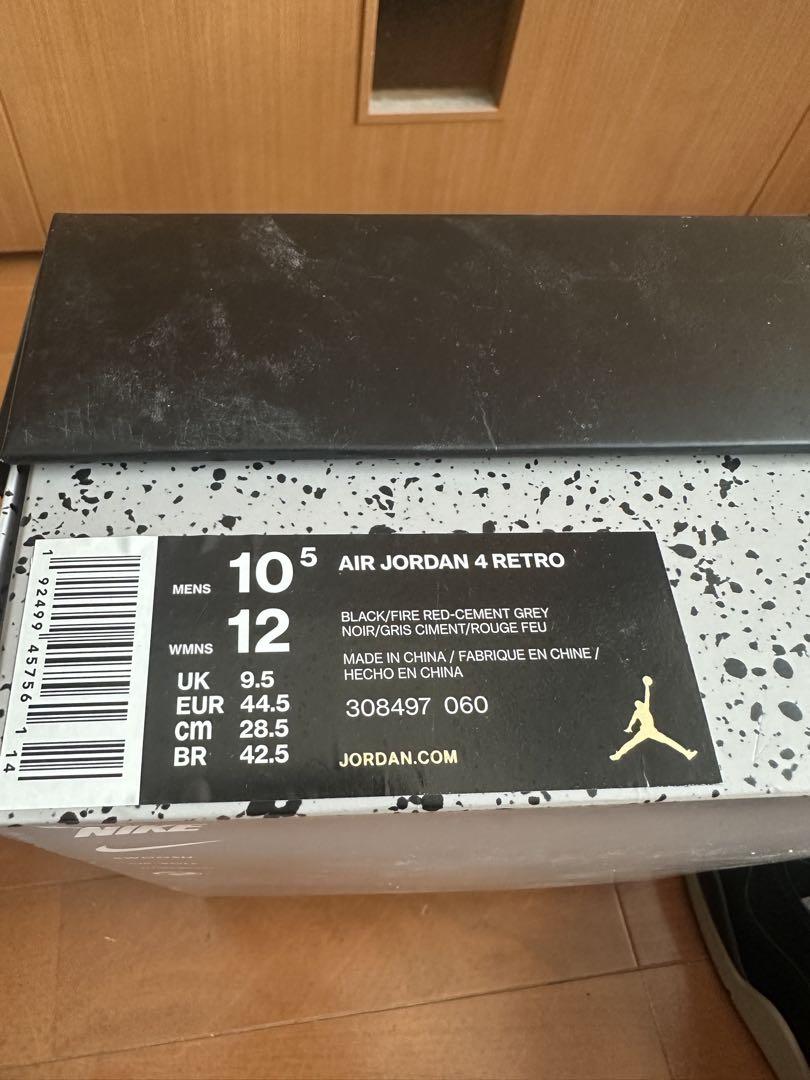 MENS 10 5
WMNS 12
UK 9.5
EUR 44.5
cm 28.5
BR 42.5
AIR JORDAN 4 RETRO
BLACK/FIRE RED-CEMENT GREY
NOIR/GRIS CIMENT/ROUGE FEU
MADE IN CHINA / FABRIQUE EN CHINE /
HECHO EN CHINA
308497 060
JORDAN.COM
1 92499 45756 1 14
NIKE